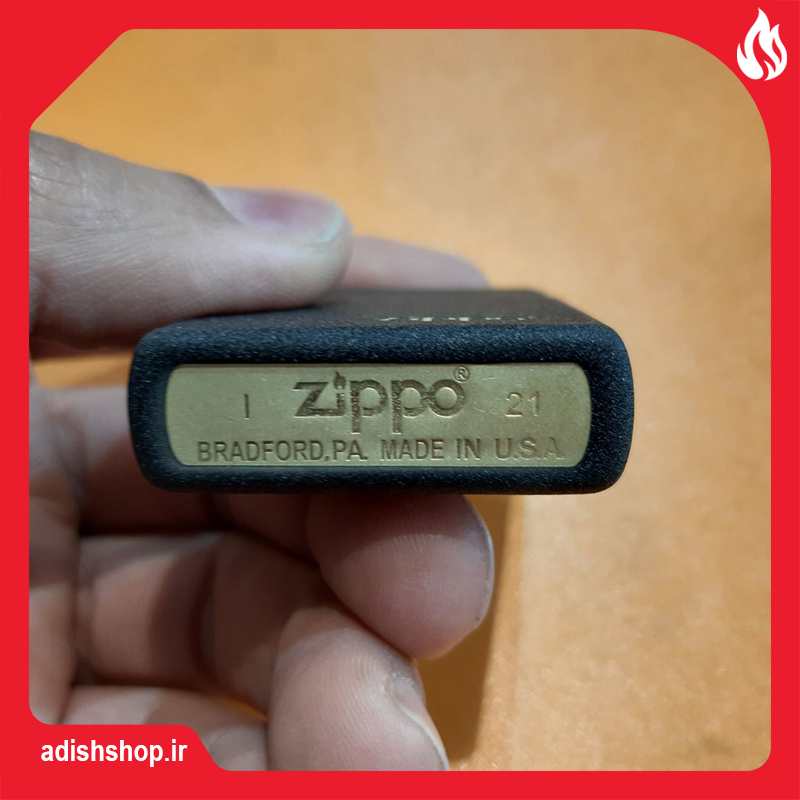 I zippo® 21
BRADFORD,PA. MADE IN U.S.A.
adishshop.ir